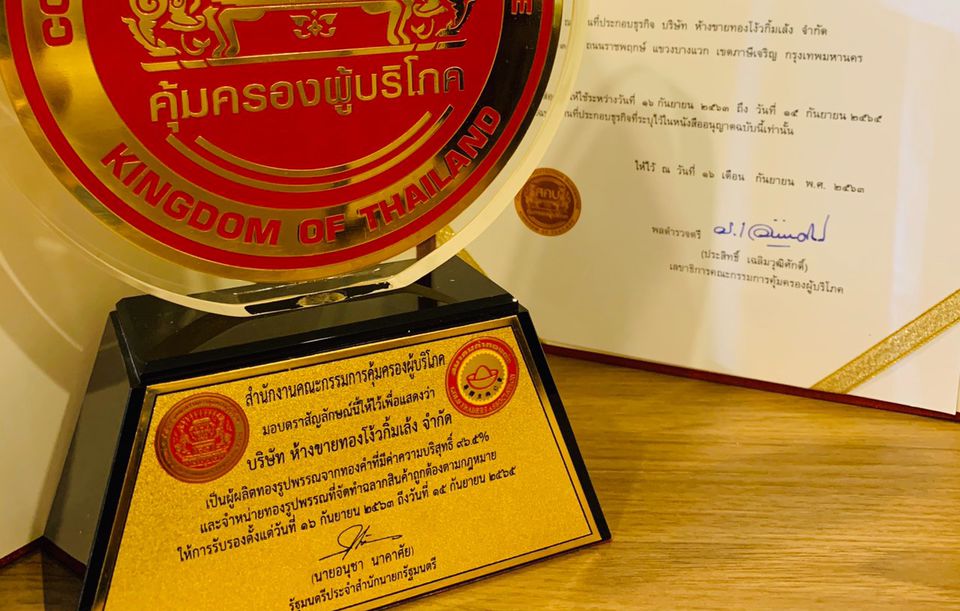 คุ้มครองผู้บริโภค
KINGDOM OF THAILAND
สำนักงานคณะกรรมการคุ้มครองผู้บริโภค
มอบตราสัญลักษณ์นี้ให้ไว้เพื่อแสดงว่า
บริษัท ห้างขายทองโง้วกิ้มเส้ง จำกัด
เป็นผู้ผลิตทองรูปพรรณจากทองคำที่มีค่าความบริสุทธิ์ ๙๖.๕%
และจำหน่ายทองรูปพรรณที่จัดทำฉลากสินค้าถูกต้องตามกฎหมาย
ให้การรับรองตั้งแต่วันที่ ๑๖ กันยายน ๒๕๖๓ ถึงวันที่ ๑๕ กันยายน ๒๕๖๕
(นายอนุชา นาคาศัย)
รัฐมนตรีประจำสำนักนายกรัฐมนตรี
ที่ประกอบธุรกิจ บริษัท ห้างขายทองโง้วกิ้มเส้ง จำกัด
ถนนราชพฤกษ์ แขวงบางแวก เขตภาษีเจริญ กรุงเทพมหานคร
ให้ใช้ระหว่างวันที่ ๑๖ กันยายน ๒๕๖๓ ถึง วันที่ ๑๕ กันยายน ๒๕๖๕
ที่ประกอบธุรกิจที่ระบุไว้ในหนังสืออนุญาตฉบับนี้เท่านั้น
ให้ไว้ ณ วันที่ ๑๖ เดือน กันยายน พ.ศ. ๒๕๖๓
สคบ
พลตำรวจตรี
(ประสิทธิ์ เฉลิมวุฒิศักดิ์)
เลขาธิการคณะกรรมการคุ้มครองผู้บริโภค